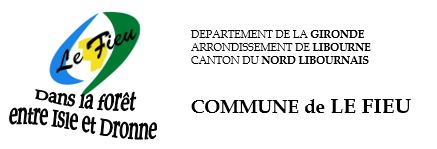 Le Fieu
Dans la forêt
entre Isle et Dronne
DEPARTEMENT DE LA GIRONDE
ARRONDISSEMENT DE LIBOURNE
CANTON DU NORD LIBOURNAIS
COMMUNE de LE FIEU